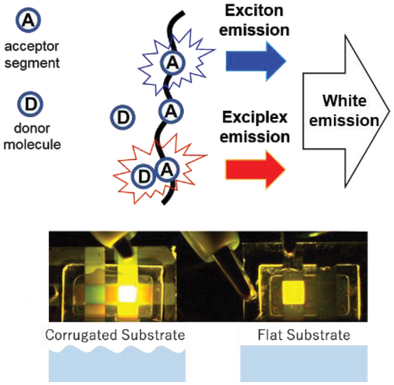 A
acceptor
segment
D
donor
molecule
A
D
A
D A
Exciton
emission
Exciplex
emission
White
emission
Corrugated Substrate
Flat Substrate